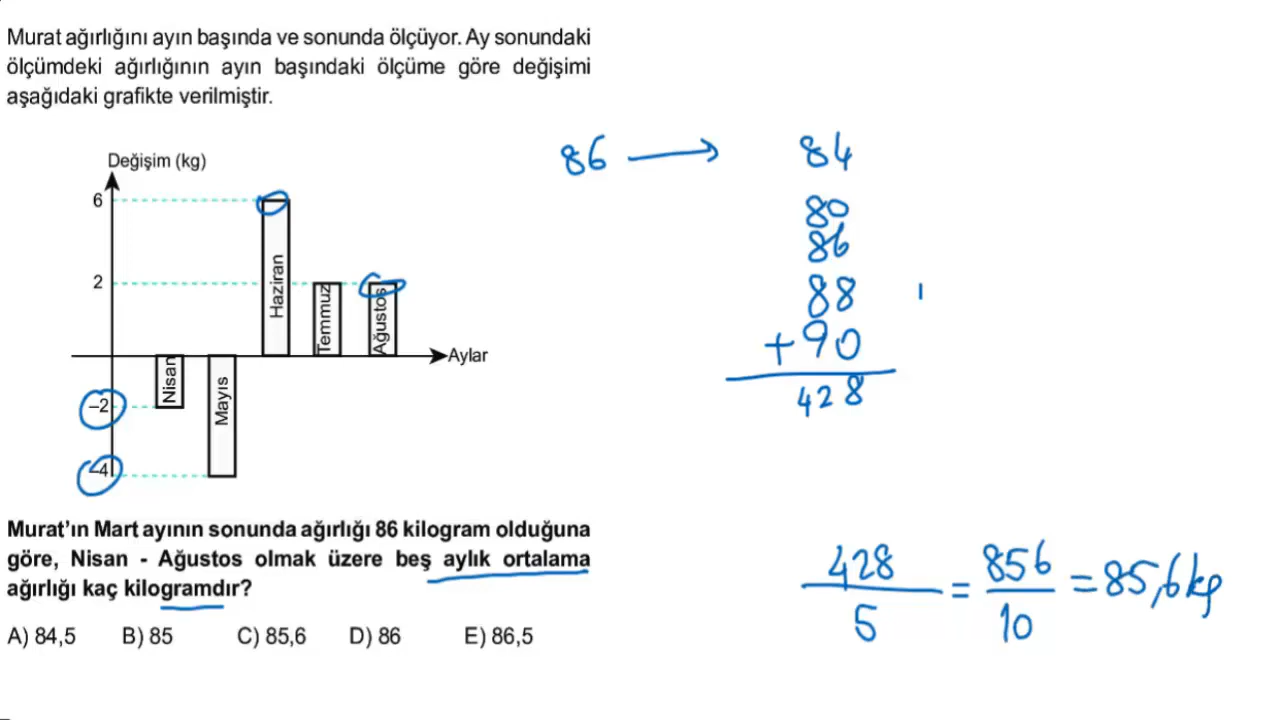 Murat ağırlığını ayın başında ve sonunda ölçüyor. Ay sonundaki
ölçümdeki ağırlığının ayın başındaki ölçüme göre değişimi
aşağıdaki grafikte verilmiştir.
Değişim (kg)
6
2
–2
–4
Nisan
Mayıs
Haziran
Temmuz
Ağustos
Aylar
86 → 84
80
86
88
+90
428
Murat'ın Mart ayının sonunda ağırlığı 86 kilogram olduğuna
göre, Nisan - Ağustos olmak üzere beş aylık ortalama
ağırlığı kaç kilogramdır?
A) 84,5 B) 85 C) 85,6 D) 86 E) 86,5
428/5 = 856/10 = 85,6 kg